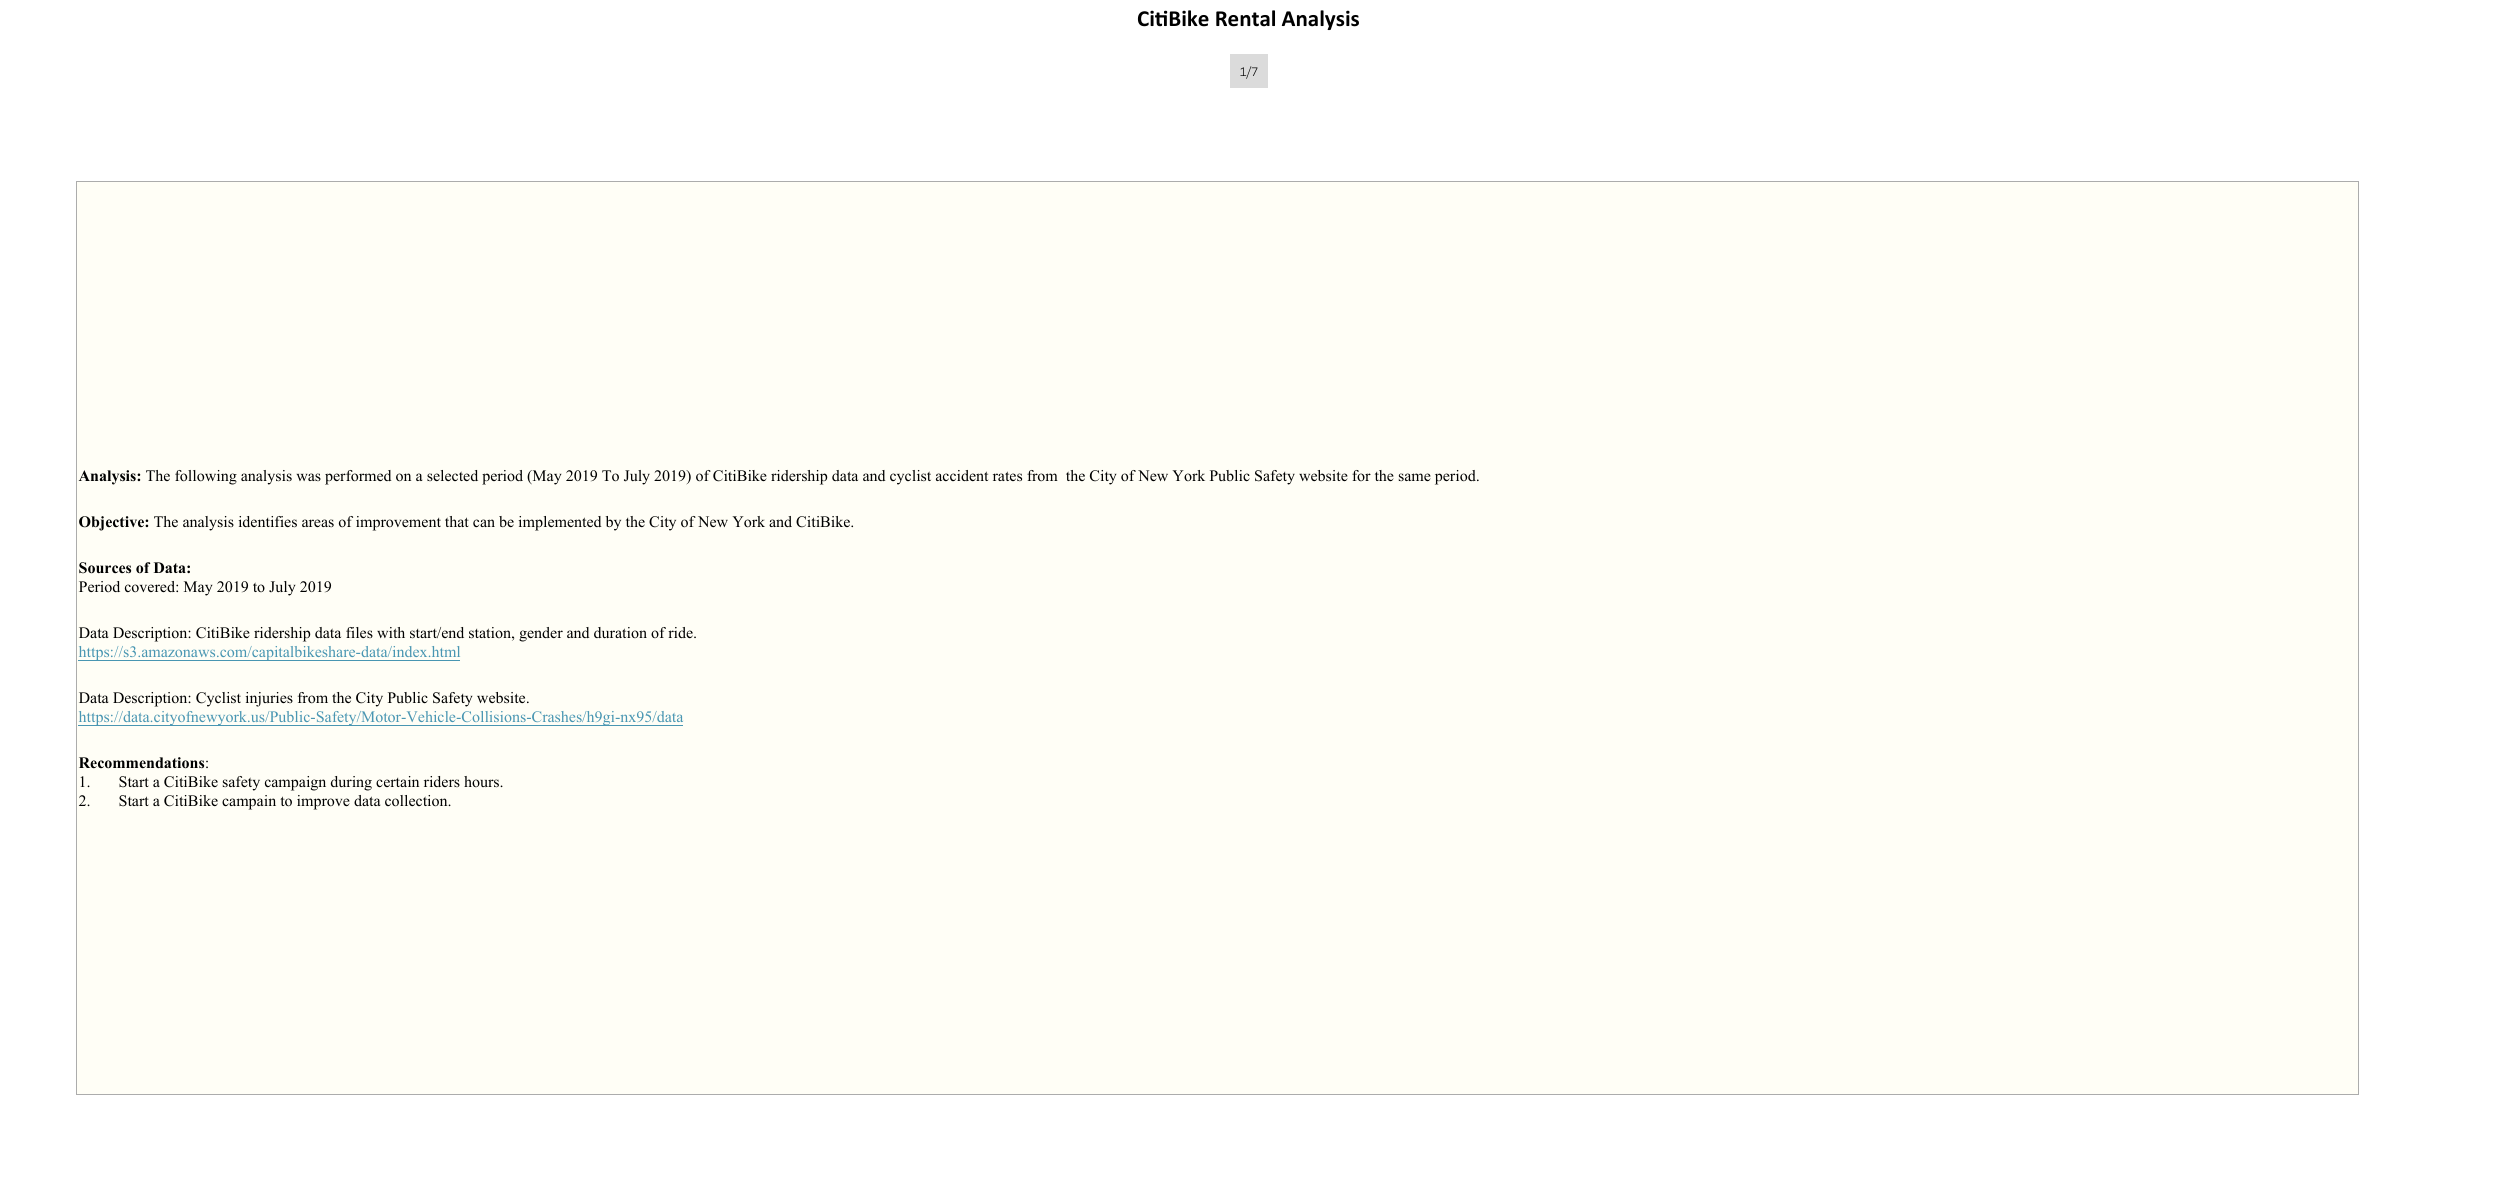 CitiBike Rental Analysis
1/7
Analysis: The following analysis was performed on a selected period (May 2019 To July 2019) of CitiBike ridership data and cyclist accident rates from  the City of New York Public Safety website for the same period.
Objective: The analysis identifies areas of improvement that can be implemented by the City of New York and CitiBike.
Sources of Data:
Period covered: May 2019 to July 2019
Data Description: CitiBike ridership data files with start/end station, gender and duration of ride.
https://s3.amazonaws.com/capitalbikeshare-data/index.html
Data Description: Cyclist injuries from the City Public Safety website.
https://data.cityofnewyork.us/Public-Safety/Motor-Vehicle-Collisions-Crashes/h9gi-nx95/data
Recommendations:
1. Start a CitiBike safety campaign during certain riders hours.
2. Start a CitiBike campain to improve data collection.